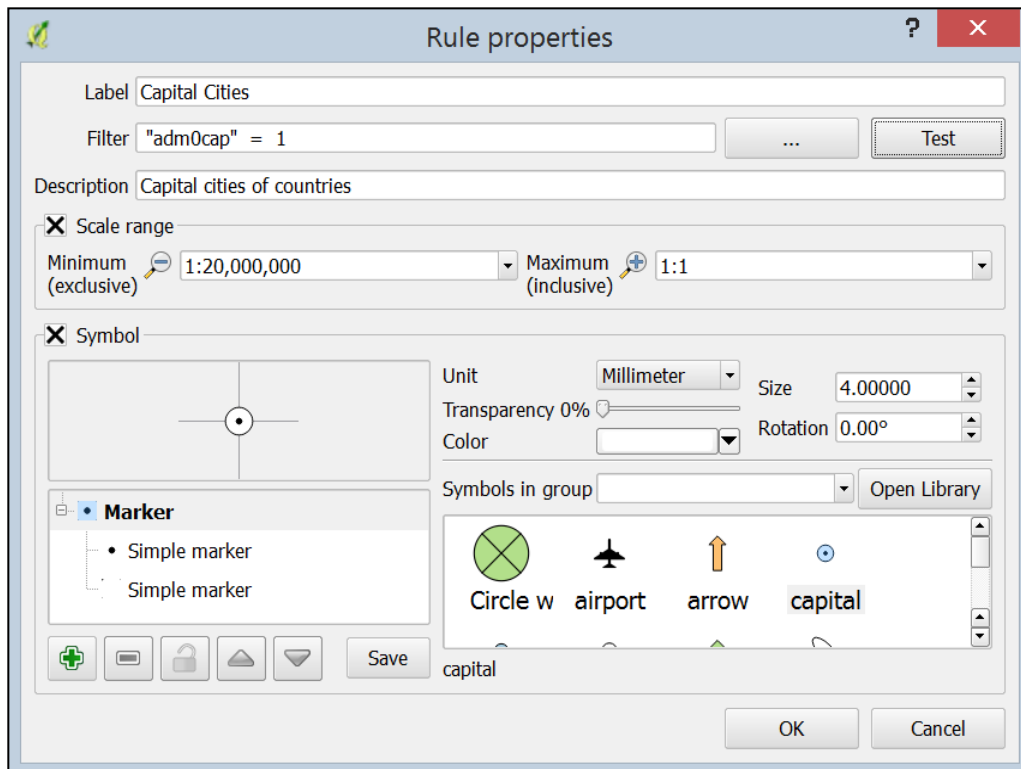 Rule properties
?
Label Capital Cities
Filter "adm0cap" = 1 ... Test
Description Capital cities of countries
Scale range
Minimum (exclusive) 1:20,000,000 Maximum (inclusive) 1:1
Symbol
Unit Millimeter Size 4.00000
Transparency 0%
Color Rotation 0.00°
Symbols in group Open Library
Marker
Simple marker
Simple marker
Circle w airport arrow capital
Save
capital
OK Cancel